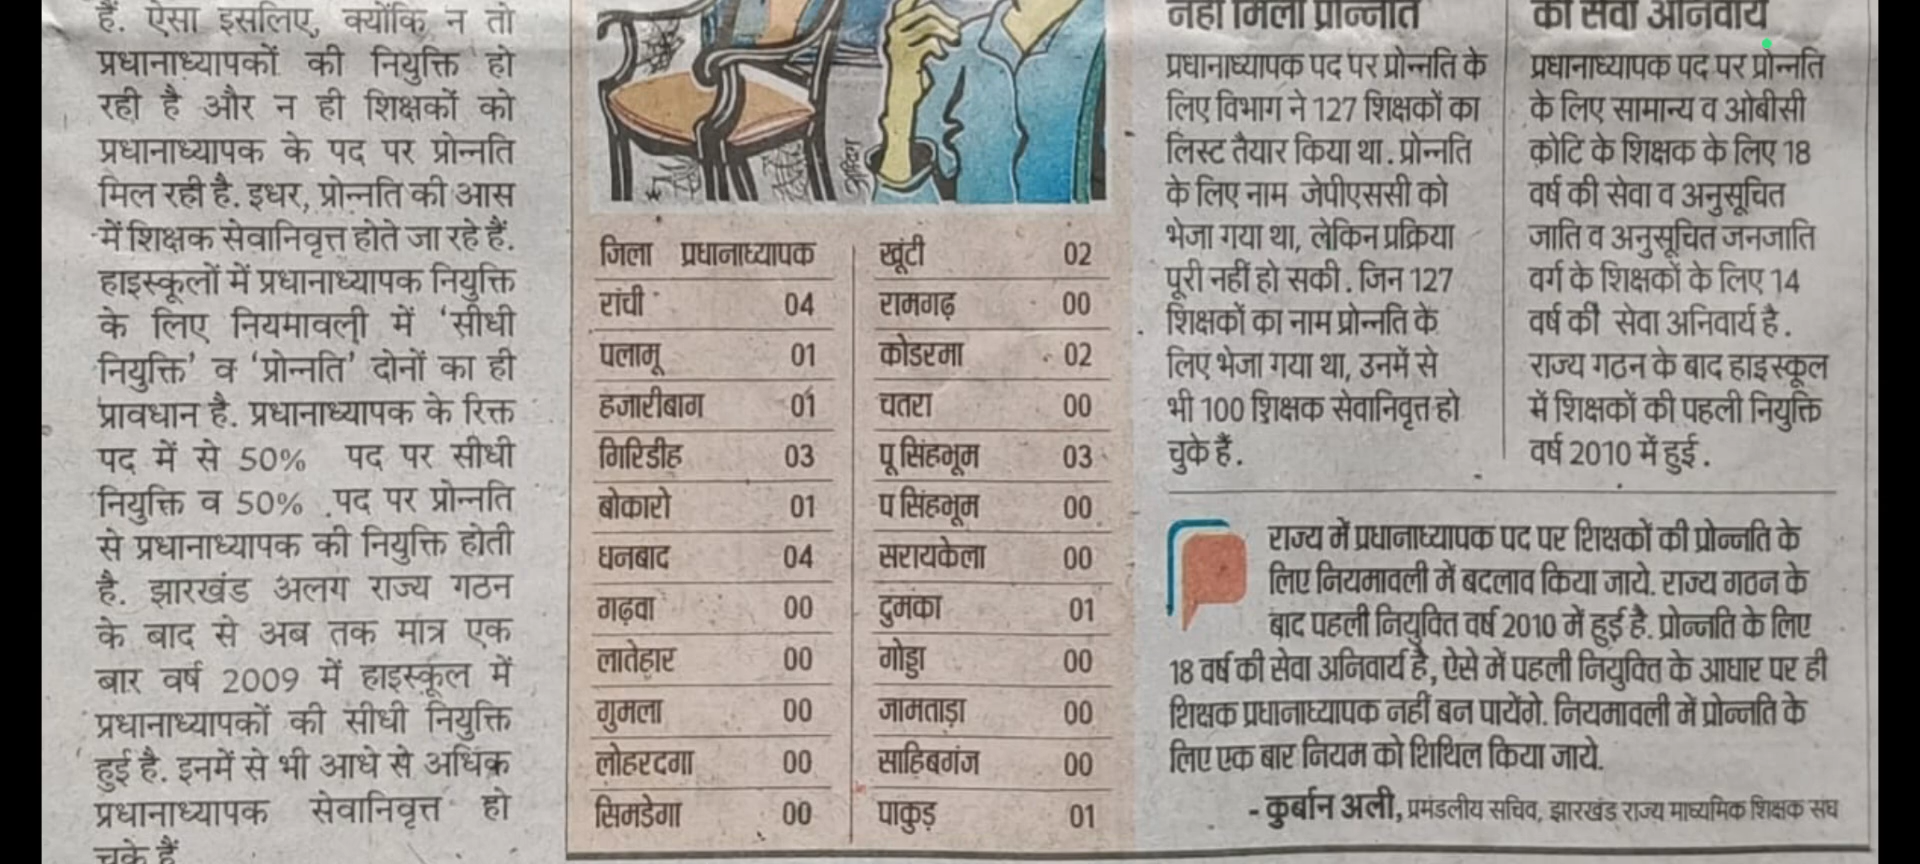 हैं. ऐसा इसलिए, क्योंकि न तो
प्रधानाध्यापकों की नियुक्ति हो
रही है और न ही शिक्षकों को
प्रधानाध्यापक के पद पर प्रोन्नति
मिल रही है. इधर, प्रोन्नति की आस
में शिक्षक सेवानिवृत्त होते जा रहे हैं.
हाइस्कूलों में प्रधानाध्यापक नियुक्ति
के लिए नियमावली में 'सीधी
नियुक्ति' व 'प्रोन्नति' दोनों का ही
प्रावधान है. प्रधानाध्यापक के रिक्त
पद में से 50% पद पर सीधी
नियुक्ति व 50% पद पर प्रोन्नति
से प्रधानाध्यापक की नियुक्ति होती
है. झारखंड अलग राज्य गठन
के बाद से अब तक मात्र एक
बार वर्ष 2009 में हाइस्कूल में
प्रधानाध्यापकों की सीधी नियुक्ति
हुई है. इनमें से भी आधे से अधिक
प्रधानाध्यापक सेवानिवृत्त हो
चुके हैं
जिला प्रधानाध्यापक
रांची 04
पलामू 01
हजारीबाग 01
गिरिडीह 03
बोकारो 01
धनबाद 04
गढ़वा 00
लातेहार 00
गुमला 00
लोहरदगा 00
सिमडेगा 00
खूंटी 02
रामगढ़ 00
कोडरमा 02
चतरा 00
पू सिंहभूम 03
प सिंहभूम 00
सरायकेला 00
दुमका 01
गोड्डा 00
जामताड़ा 00
साहिबगंज 00
पाकुड़ 01
नहीं मिली प्रोन्नति
प्रधानाध्यापक पद पर प्रोन्नति के
लिए विभाग ने 127 शिक्षकों का
लिस्ट तैयार किया था. प्रोन्नति
के लिए नाम जेपीएससी को
भेजा गया था, लेकिन प्रक्रिया
पूरी नहीं हो सकी. जिन 127
शिक्षकों का नाम प्रोन्नति के
लिए भेजा गया था, उनमें से
भी 100 शिक्षक सेवानिवृत्त हो
चुके हैं.
की सेवा अनिवार्य
प्रधानाध्यापक पद पर प्रोन्नति
के लिए सामान्य व ओबीसी
कोटि के शिक्षक के लिए 18
वर्ष की सेवा व अनुसूचित
जाति व अनुसूचित जनजाति
वर्ग के शिक्षकों के लिए 14
वर्ष की सेवा अनिवार्य है.
राज्य गठन के बाद हाइस्कूल
में शिक्षकों की पहली नियुक्ति
वर्ष 2010 में हुई.
राज्य में प्रधानाध्यापक पद पर शिक्षकों की प्रोन्नति के
लिए नियमावली में बदलाव किया जाये. राज्य गठन के
बाद पहली नियुक्ति वर्ष 2010 में हुई है. प्रोन्नति के लिए
18 वर्ष की सेवा अनिवार्य है, ऐसे में पहली नियुक्ति के आधार पर ही
शिक्षक प्रधानाध्यापक नहीं बन पायेंगे. नियमावली में प्रोन्नति के
लिए एक बार नियम को शिथिल किया जाये.
- कुर्बान अली, प्रमंडलीय सचिव, झारखंड राज्य माध्यमिक शिक्षक संघ